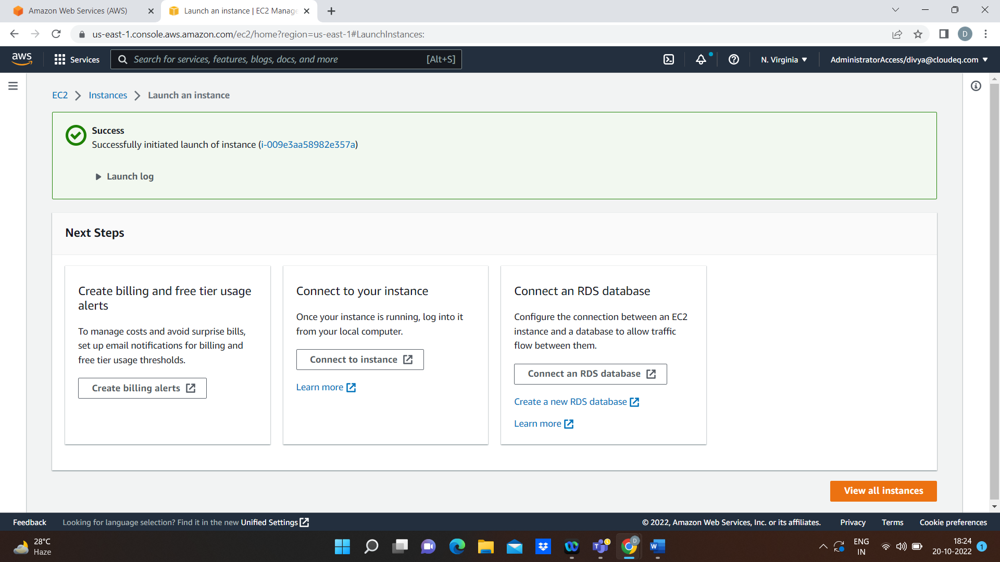 Amazon Web Services (AWS)
Launch an instance | EC2 Manage
us-east-1.console.aws.amazon.com/ec2/home?region=us-east-1#LaunchInstances:
D
aws
Services
Search for services, features, blogs, docs, and more
[Alt+S]
N. Virginia
AdministratorAccess/divya@cloudeq.com
EC2
Instances
Launch an instance
Success
Successfully initiated launch of instance (i-009e3aa58982e357a)
Launch log
Next Steps
Create billing and free tier usage
alerts
To manage costs and avoid surprise bills,
set up email notifications for billing and
free tier usage thresholds.
Create billing alerts
Connect to your instance
Once your instance is running, log into it
from your local computer.
Connect to instance
Learn more
Connect an RDS database
Configure the connection between an EC2
instance and a database to allow traffic
flow between them.
Connect an RDS database
Create a new RDS database
Learn more
View all instances
Feedback
Looking for language selection? Find it in the new Unified Settings
© 2022, Amazon Web Services, Inc. or its affiliates.
Privacy
Terms
Cookie preferences
28°C
Haze
T
D
W
ENG
IN
18:24
20-10-2022
1